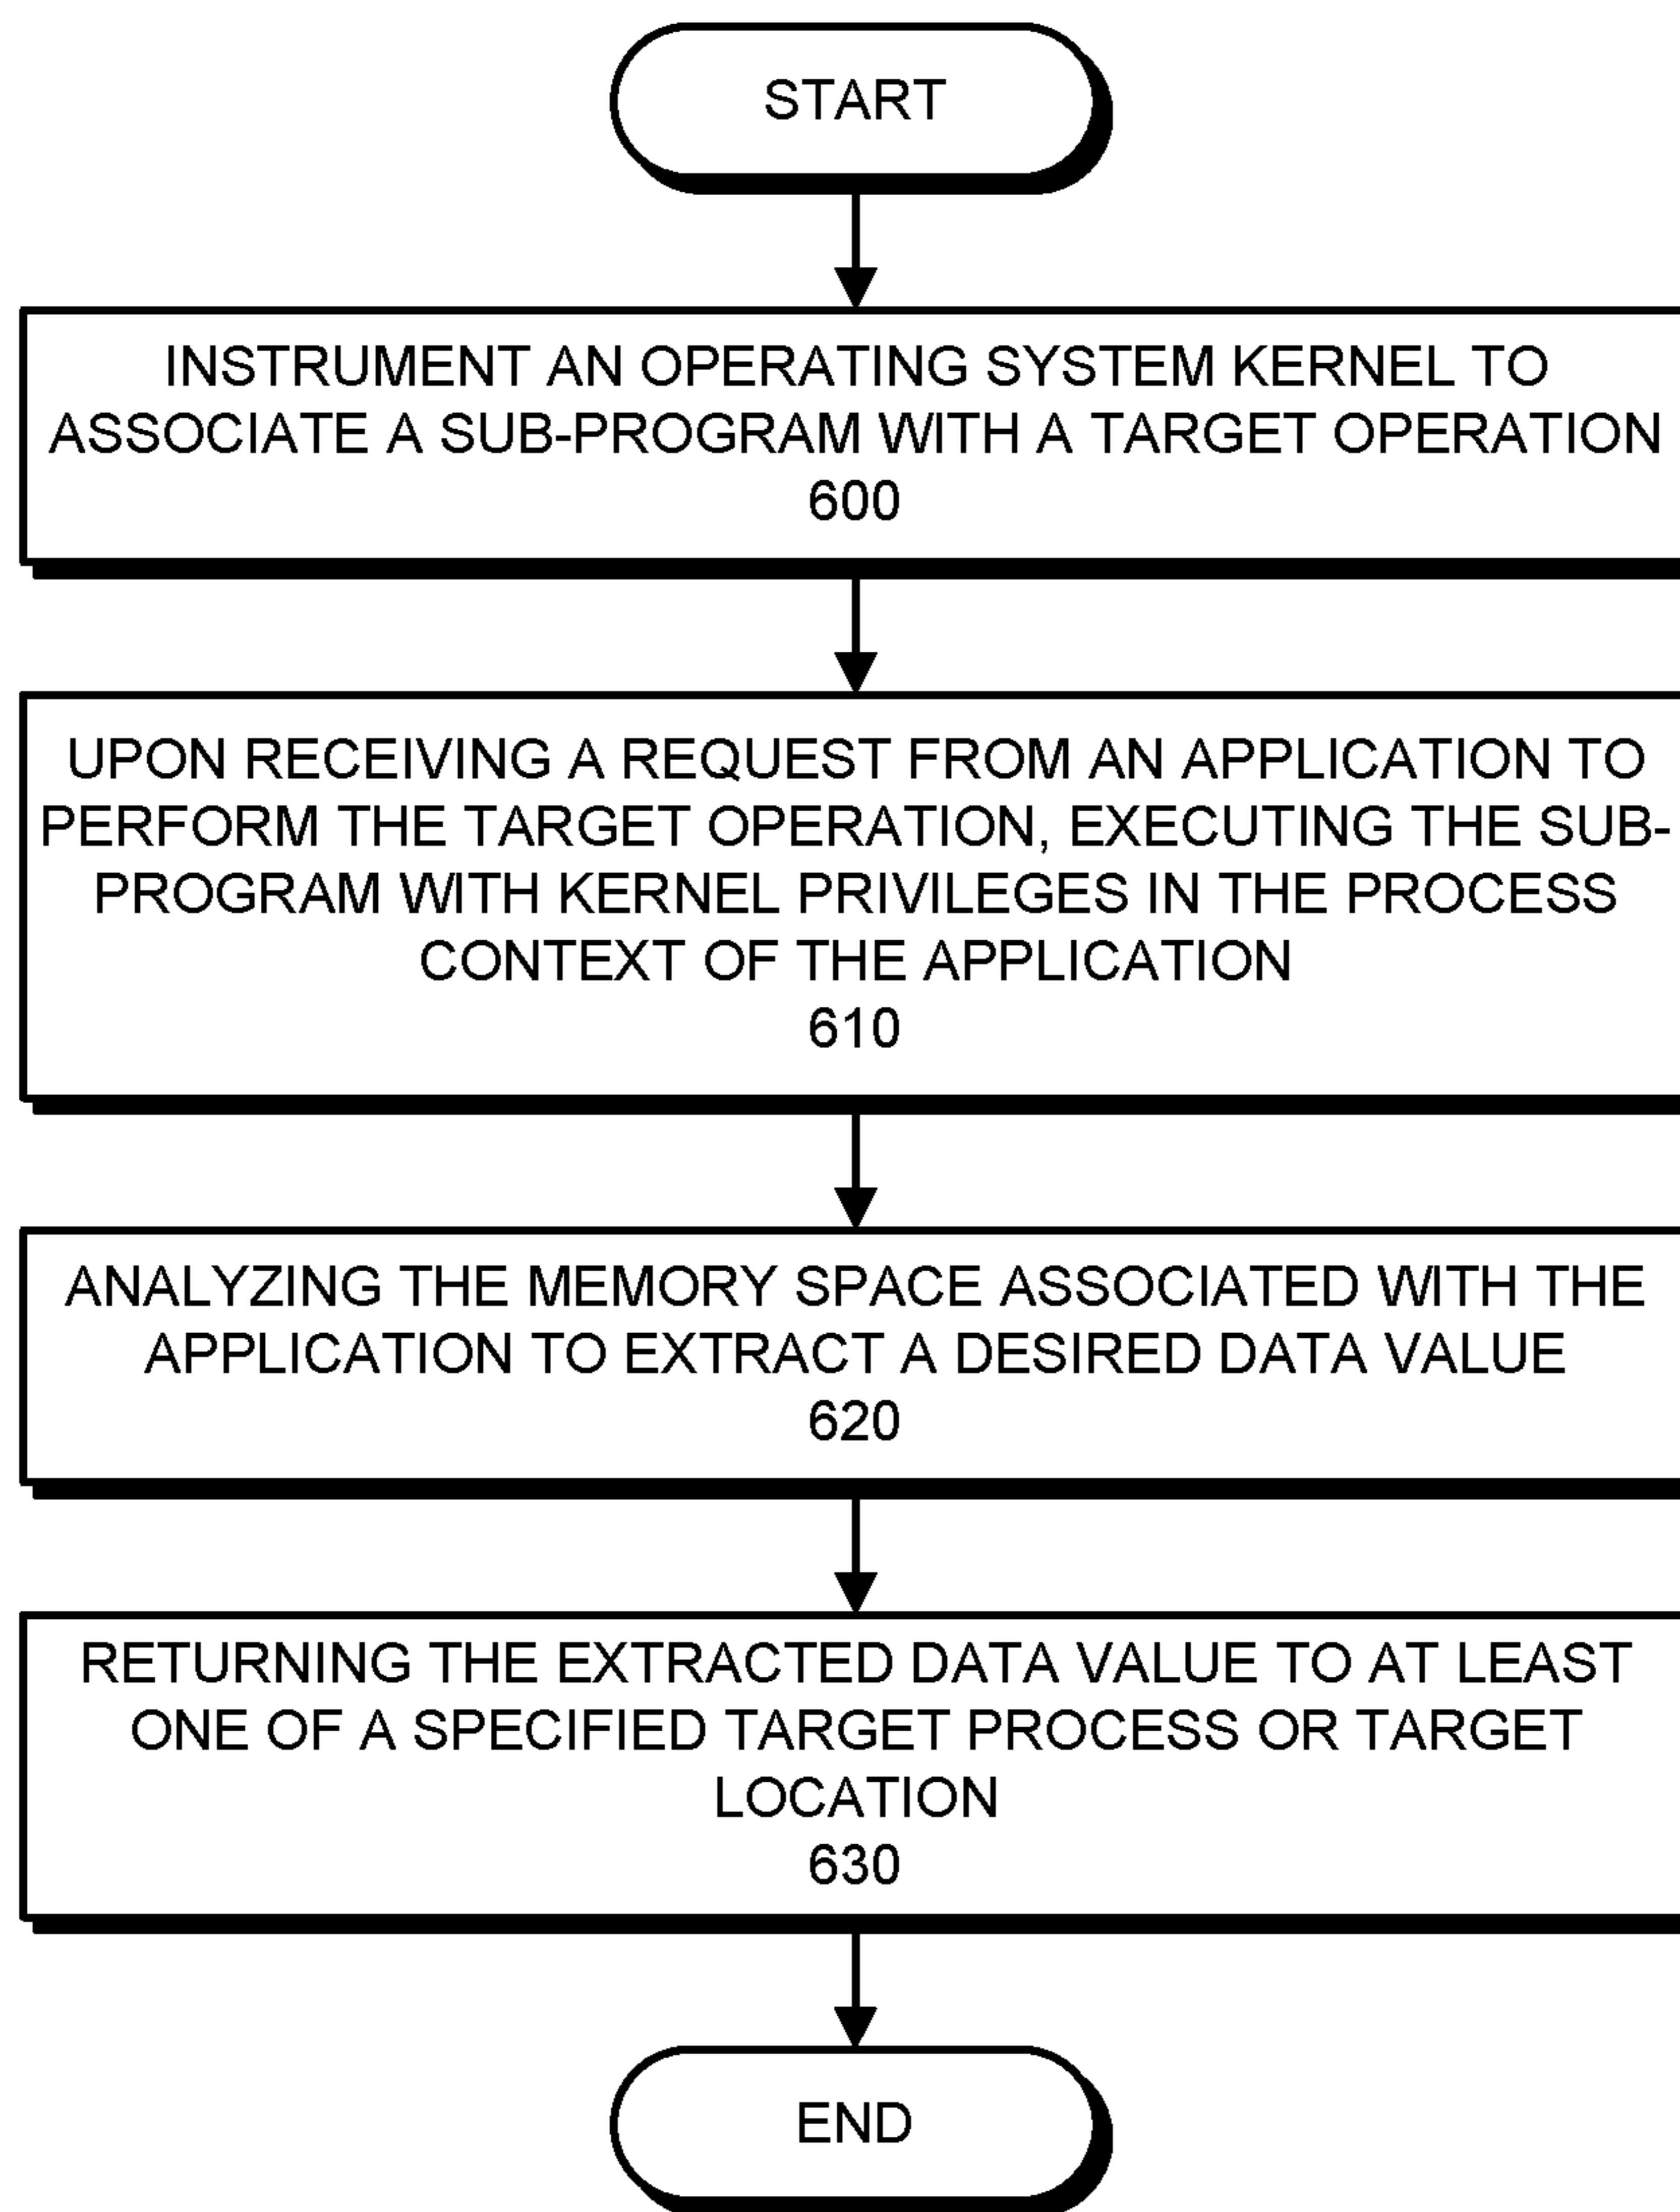 START
INSTRUMENT AN OPERATING SYSTEM KERNEL TO
ASSOCIATE A SUB-PROGRAM WITH A TARGET OPERATION
600
UPON RECEIVING A REQUEST FROM AN APPLICATION TO
PERFORM THE TARGET OPERATION, EXECUTING THE SUB-
PROGRAM WITH KERNEL PRIVILEGES IN THE PROCESS
CONTEXT OF THE APPLICATION
610
ANALYZING THE MEMORY SPACE ASSOCIATED WITH THE
APPLICATION TO EXTRACT A DESIRED DATA VALUE
620
RETURNING THE EXTRACTED DATA VALUE TO AT LEAST
ONE OF A SPECIFIED TARGET PROCESS OR TARGET
LOCATION
630
END